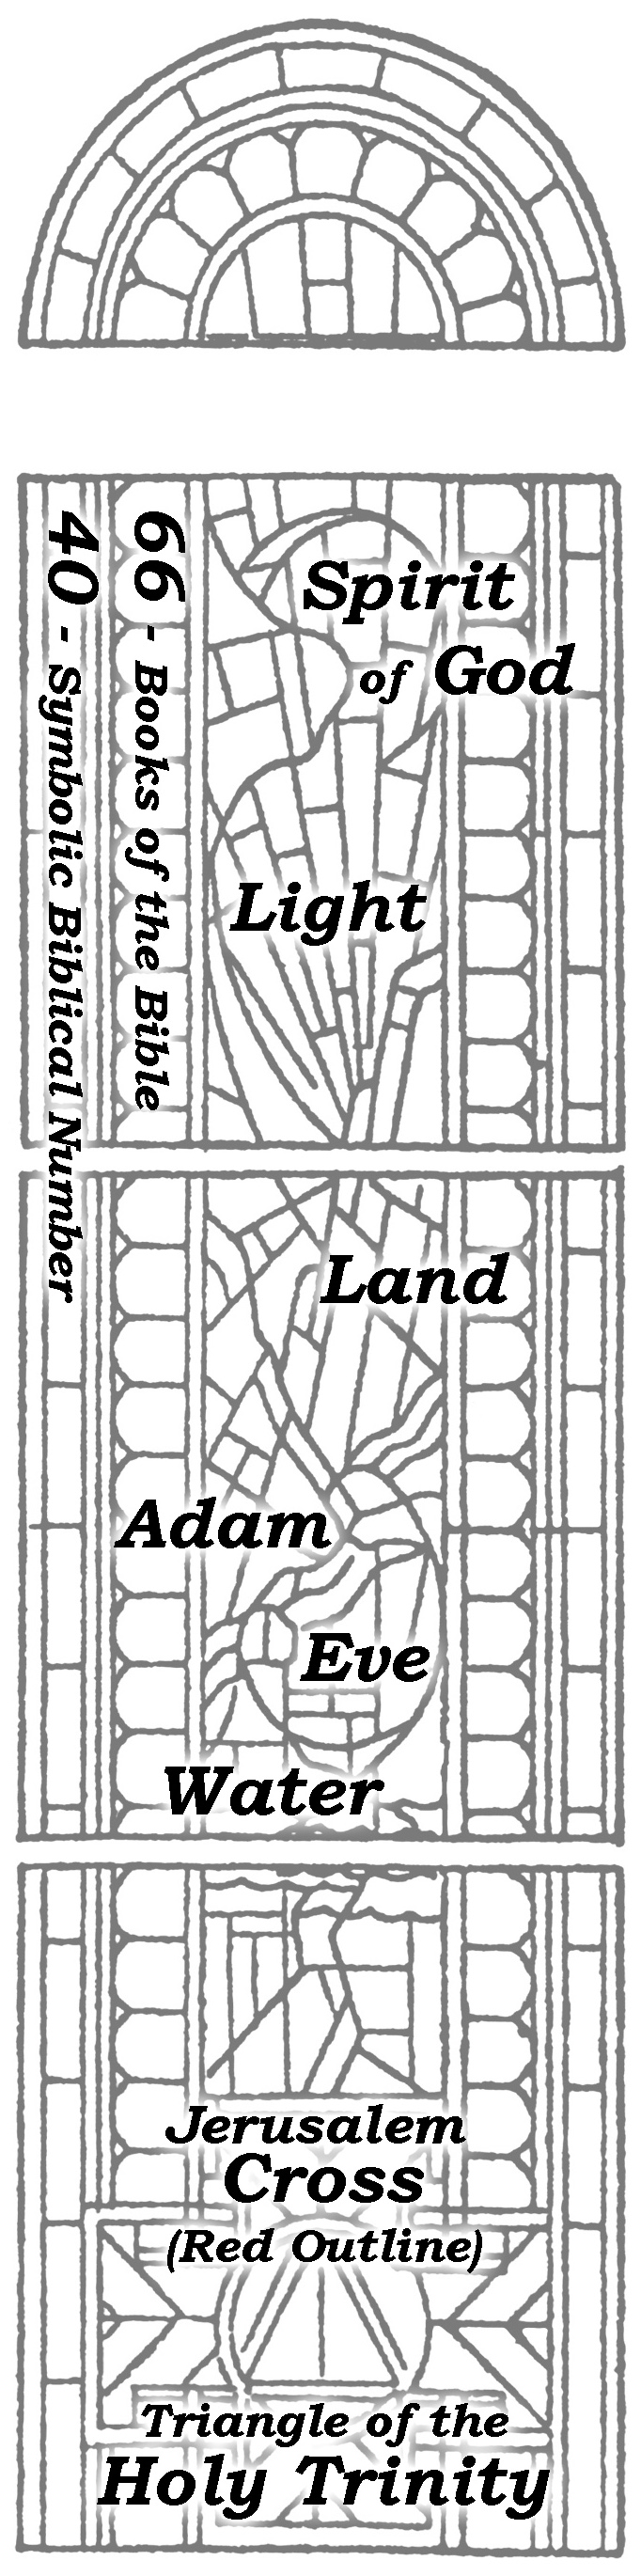 66 - Books of the Bible
40 - Symbolic Biblical Number
Spirit
of God
Light
Land
Adam
Eve
Water
Jerusalem
Cross
(Red Outline)
Triangle of the
Holy Trinity